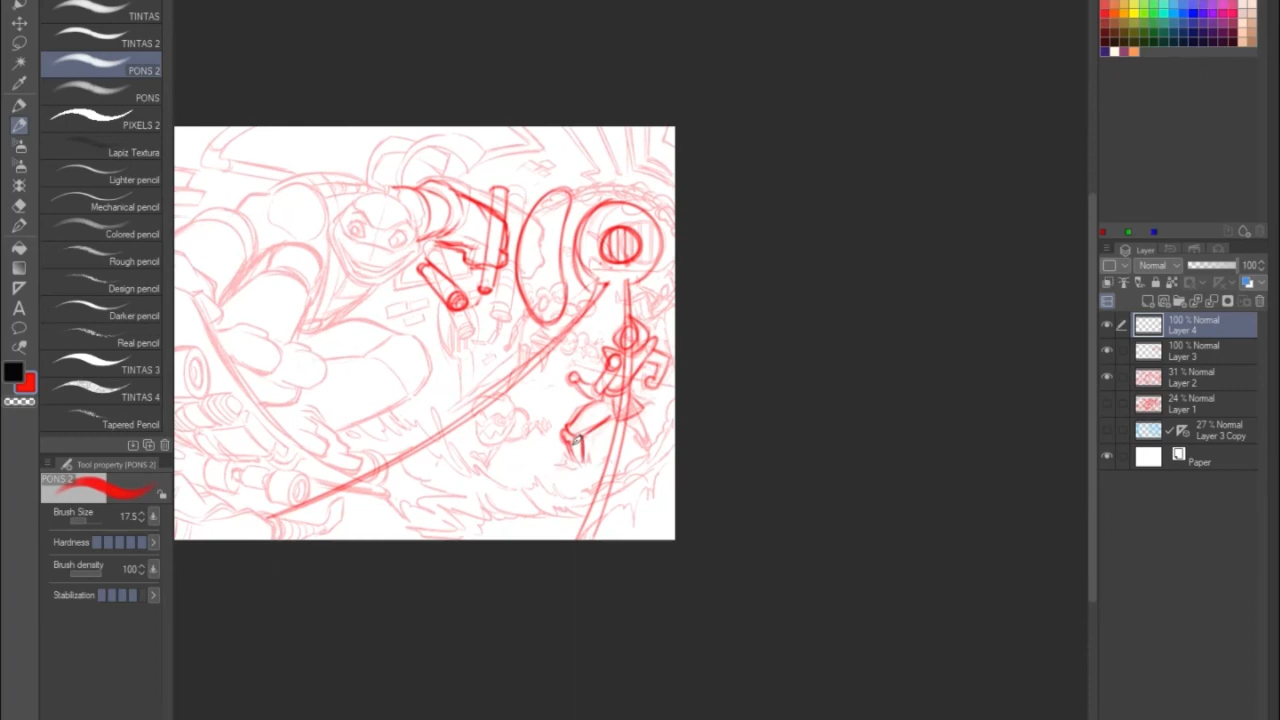 TINTAS
TINTAS 2
PONS 2
PONS
PIXELS 2
Lapiz Textura
Lighter pencil
Mechanical pencil
Colored pencil
Rough pencil
Design pencil
Darker pencil
Real pencil
TINTAS 3
TINTAS 4
Tapered Pencil
Tool property [PONS 2]
PONS 2
Brush Size 17.5
Hardness
Brush density 100
Stabilization
Layer
Normal 100
100 % Normal
Layer 4
100 % Normal
Layer 3
31 % Normal
Layer 2
24 % Normal
Layer 1
27 % Normal
Layer 3 Copy
Paper